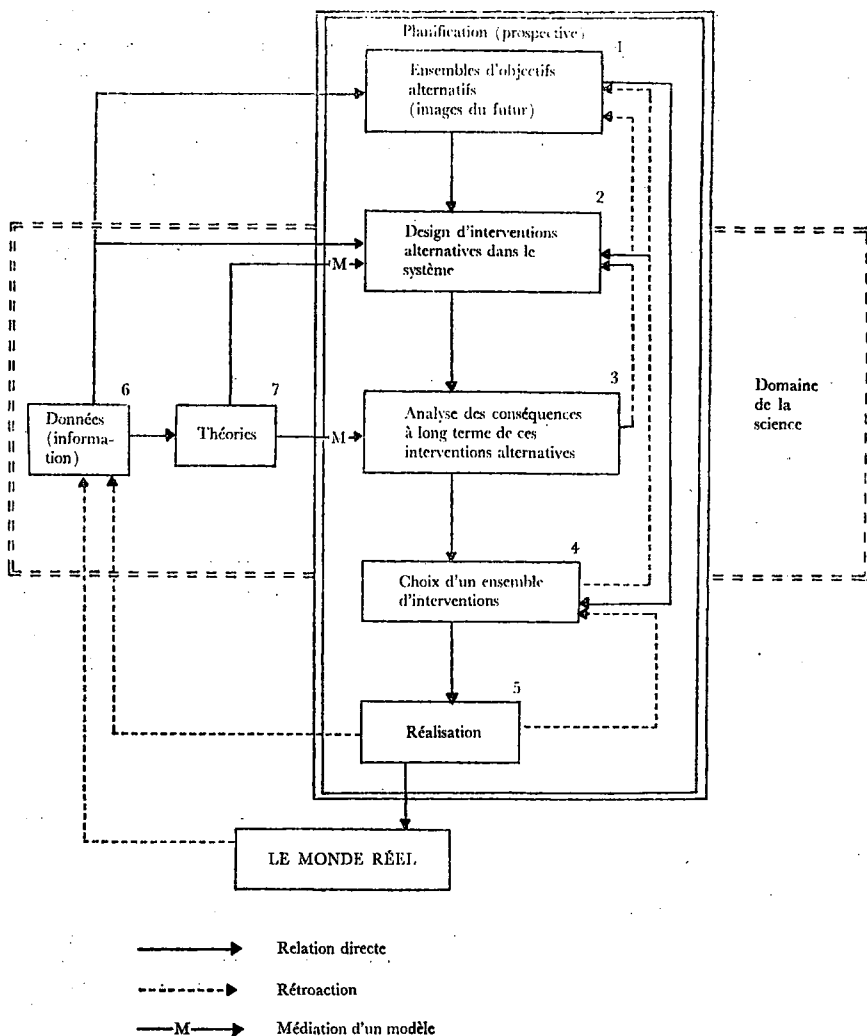 Planification (prospective)
1
Ensembles d'objectifs
alternatifs
(images du futur)
2
Design d'interventions
alternatives dans le
système
M
3
Analyse des conséquences
à long terme de ces
interventions alternatives
M
6
Données
(informa-
tion)
7
Théories
Domaine
de la
science
4
Choix d'un ensemble
d'interventions
5
Réalisation
LE MONDE RÉEL
Relation directe
Rétroaction
M
Médiation d'un modèle